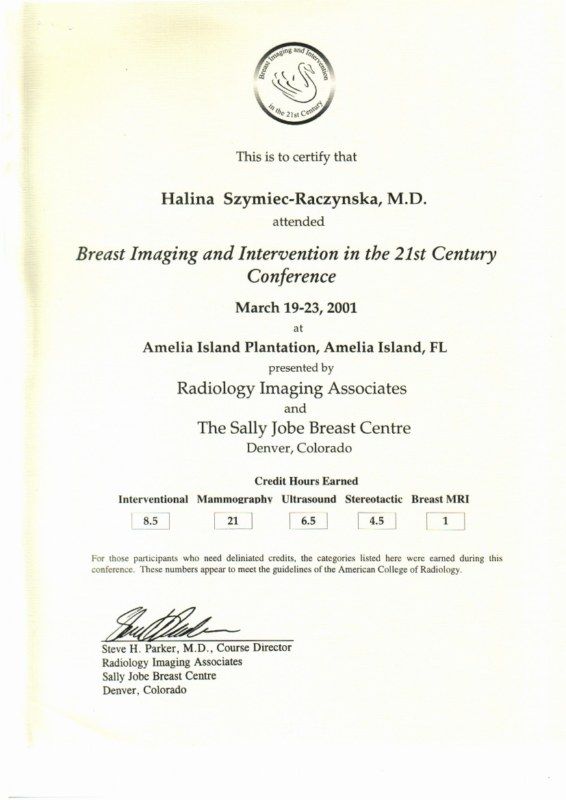 Breast Imaging and Intervention
in the 21st Century
This is to certify that
Halina Szymiec-Raczynska, M.D.
attended
Breast Imaging and Intervention in the 21st Century
Conference
March 19-23, 2001
at
Amelia Island Plantation, Amelia Island, FL
presented by
Radiology Imaging Associates
and
The Sally Jobe Breast Centre
Denver, Colorado
Credit Hours Earned
Interventional Mammography Ultrasound Stereotactic Breast MRI
8.5 21 6.5 4.5 1
For those participants who need deliniated credits, the categories listed here were earned during this
conference. These numbers appear to meet the guidelines of the American College of Radiology.
Steve H. Parker, M.D., Course Director
Radiology Imaging Associates
Sally Jobe Breast Centre
Denver, Colorado